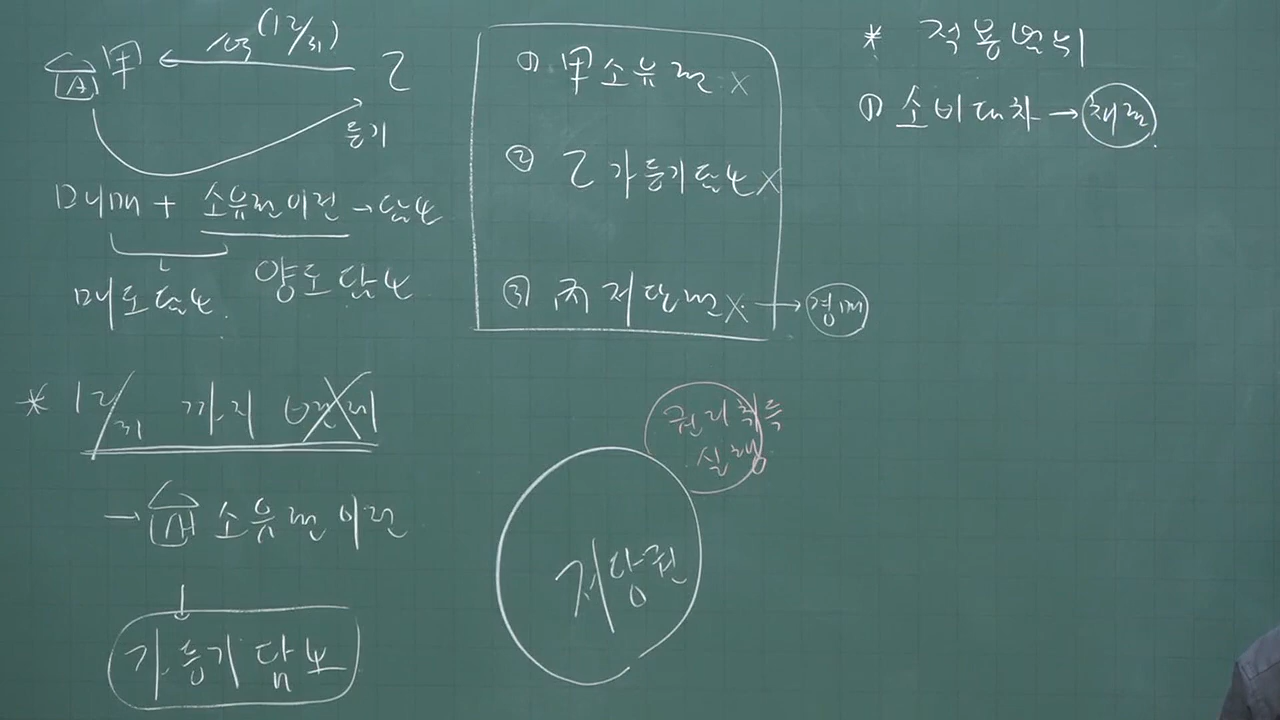 A 甲 1억 (12/31) 乙
등기
매매 + 소유권이전 → 담보
매도담보 양도담보
* 12/31 까지 변제
→ A 소유권이전
가등기담보
① 甲 소유권 X
② 乙 가등기담보 X
③ 丙 저당권 X → 경매
권리취득
실행
저당권
* 적용범위
① 소비대차 → 채권